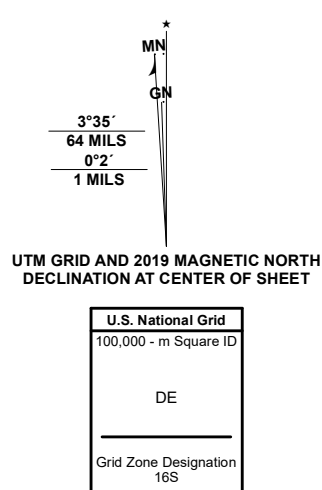 MN
GN
3°35´
64 MILS
0°2´
1 MILS
UTM GRID AND 2019 MAGNETIC NORTH
DECLINATION AT CENTER OF SHEET
U.S. National Grid
100,000 - m Square ID
DE
Grid Zone Designation
16S